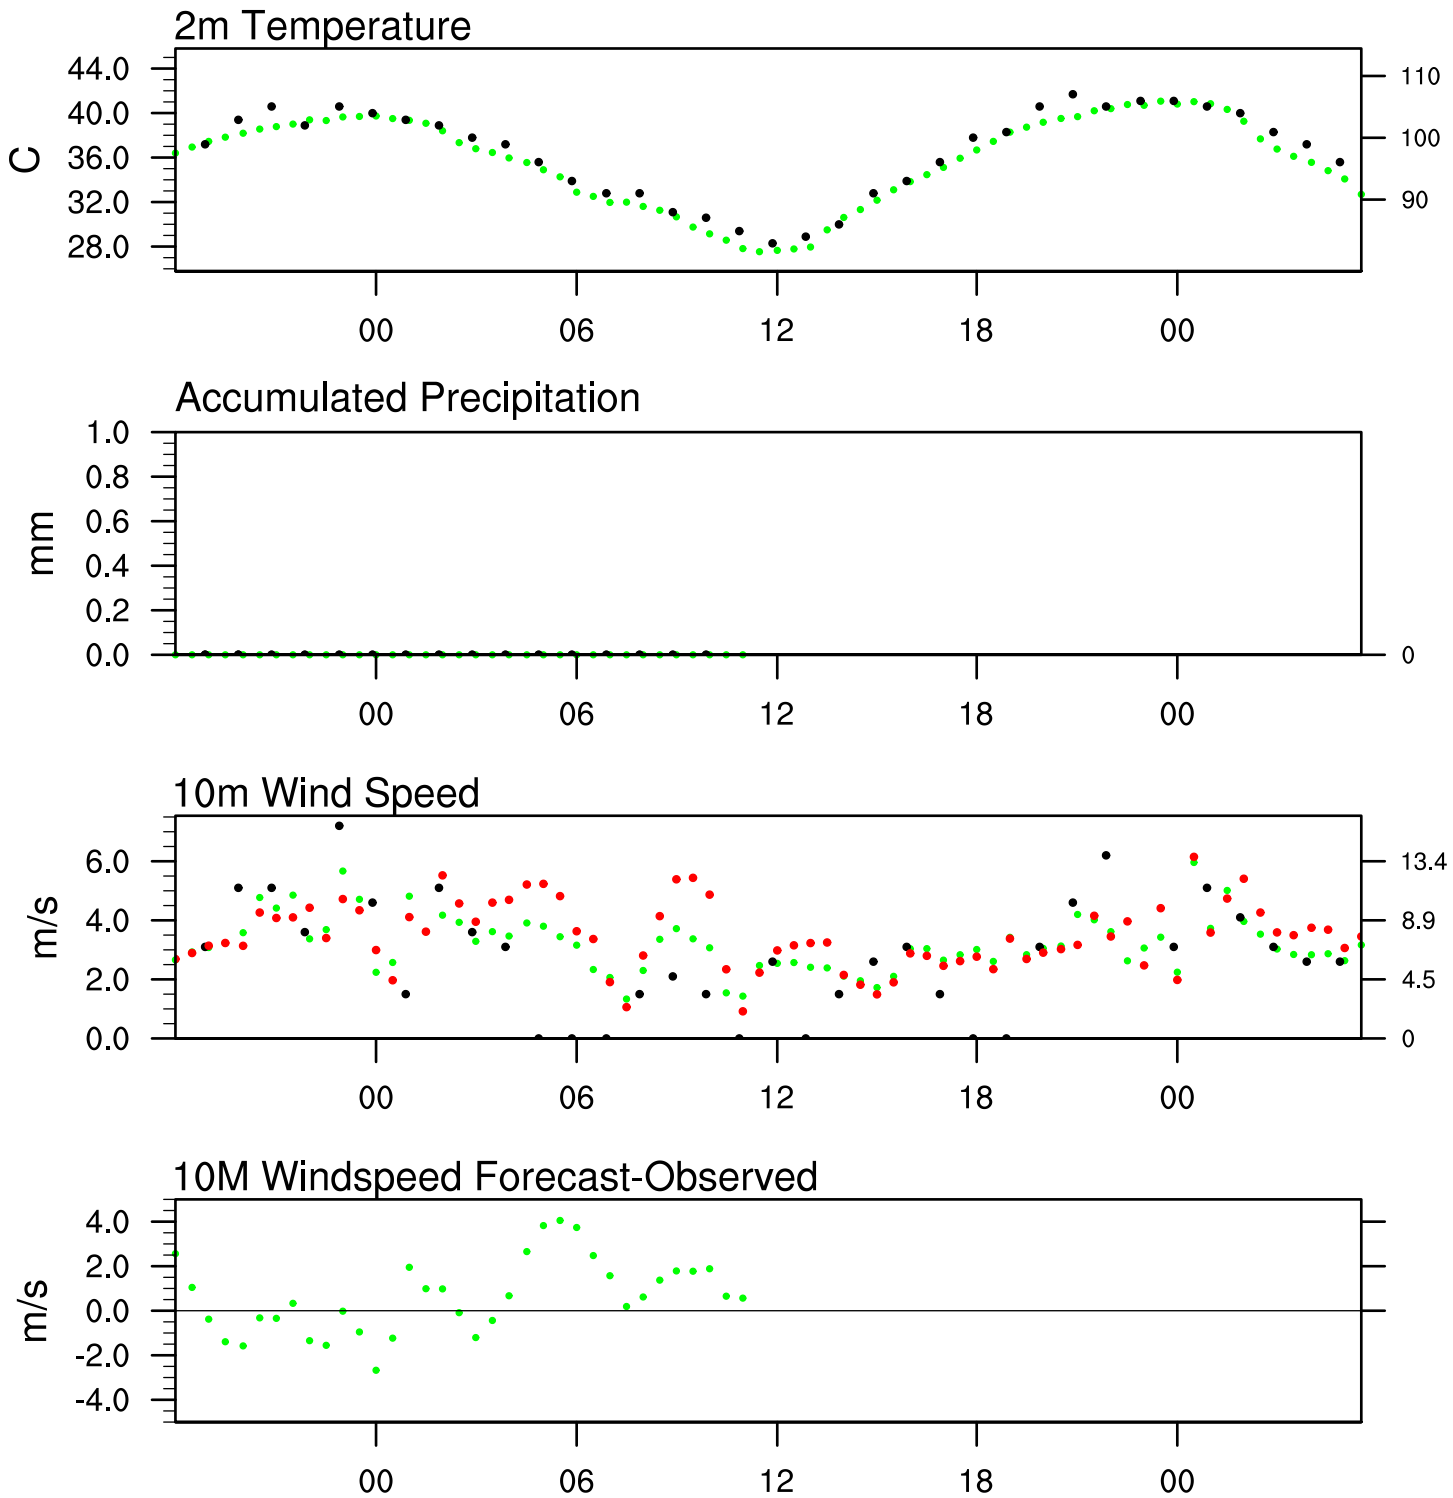 2m Temperature
44.0
40.0
36.0
32.0
28.0
C
110
100
90
00 06 12 18 00
Accumulated Precipitation
1.0
0.8
0.6
0.4
0.2
0.0
mm
0
00 06 12 18 00
10m Wind Speed
6.0
4.0
2.0
0.0
m/s
13.4
8.9
4.5
0
00 06 12 18 00
10M Windspeed Forecast-Observed
4.0
2.0
0.0
-2.0
-4.0
m/s
00 06 12 18 00